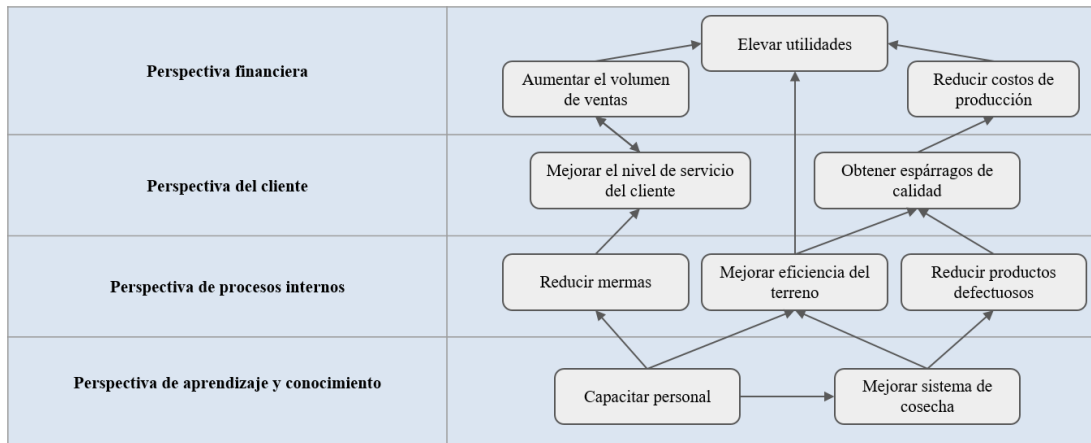 Perspectiva financiera
Elevar utilidades
Aumentar el volumen
de ventas
Reducir costos de
producción
Perspectiva del cliente
Mejorar el nivel de servicio
del cliente
Obtener espárragos de
calidad
Perspectiva de procesos internos
Reducir mermas
Mejorar eficiencia del
terreno
Reducir productos
defectuosos
Perspectiva de aprendizaje y conocimiento
Capacitar personal
Mejorar sistema de
cosecha